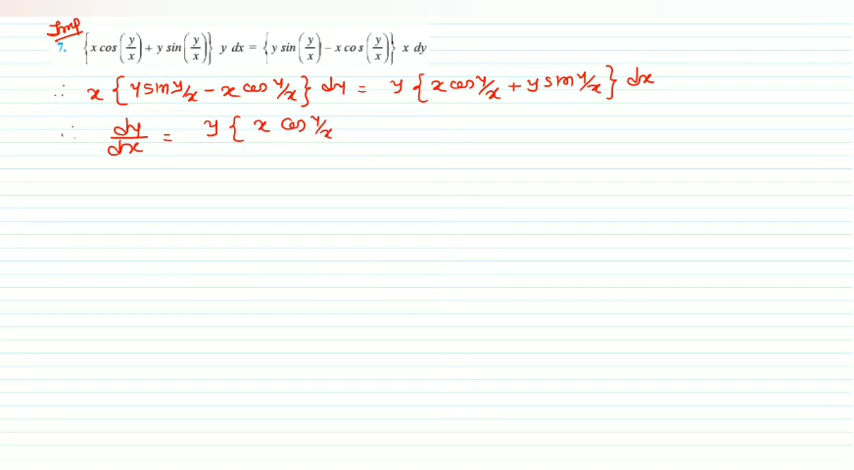 Imp
7. {x cos(y/x) + y sin(y/x)} y dx = {y sin(y/x) − x cos(y/x)} x dy
∴ x { y sin y/x − x cos y/x } dy = y { x cos y/x + y sin y/x } dx
∴ dy/dx = y { x cos y/x